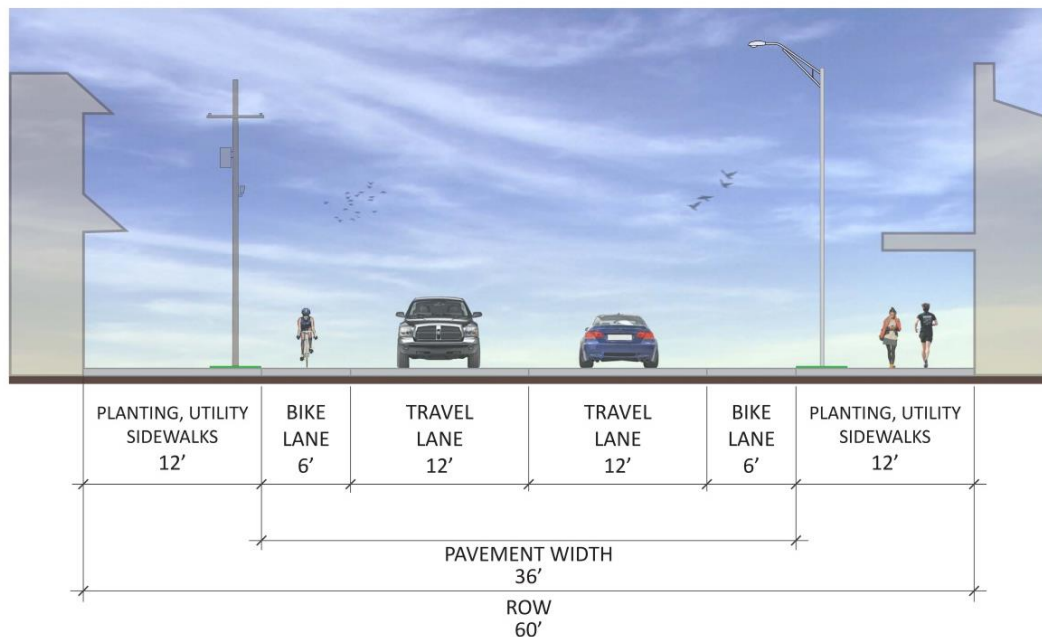 PLANTING, UTILITY
SIDEWALKS
12’
BIKE
LANE
6’
TRAVEL
LANE
12’
TRAVEL
LANE
12’
BIKE
LANE
6’
PLANTING, UTILITY
SIDEWALKS
12’
PAVEMENT WIDTH
36’
ROW
60’